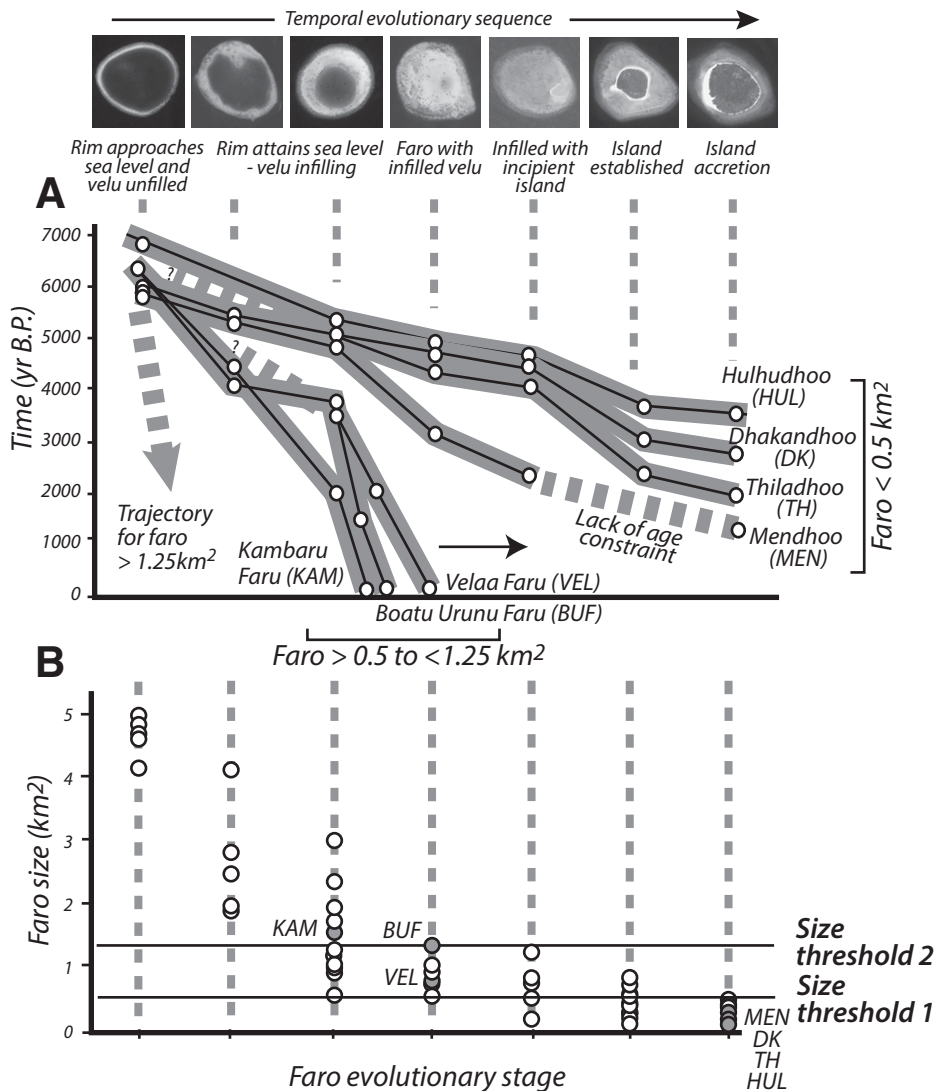 Temporal evolutionary sequence
Rim approaches
sea level and
velu unfilled
Rim attains sea level
- velu infilling
Faro with
infilled velu
Infilled with
incipient
island
Island
established
Island
accretion
A
7000
6000
5000
4000
3000
2000
1000
0
Time (yr B.P.)
?
?
Trajectory
for faro
> 1.25km2
Kambaru
Faru (KAM)
Velaa Faru (VEL)
Boatu Urunu Faru (BUF)
Faro > 0.5 to <1.25 km2
Lack of age
constraint
Hulhudhoo
(HUL)
Dhakandhoo
(DK)
Thiladhoo
(TH)
Mendhoo
(MEN)
Faro < 0.5 km2
B
5
4
3
2
1
0
Faro size (km2)
KAM
BUF
VEL
Size
threshold 2
Size
threshold 1
MEN
DK
TH
HUL
Faro evolutionary stage